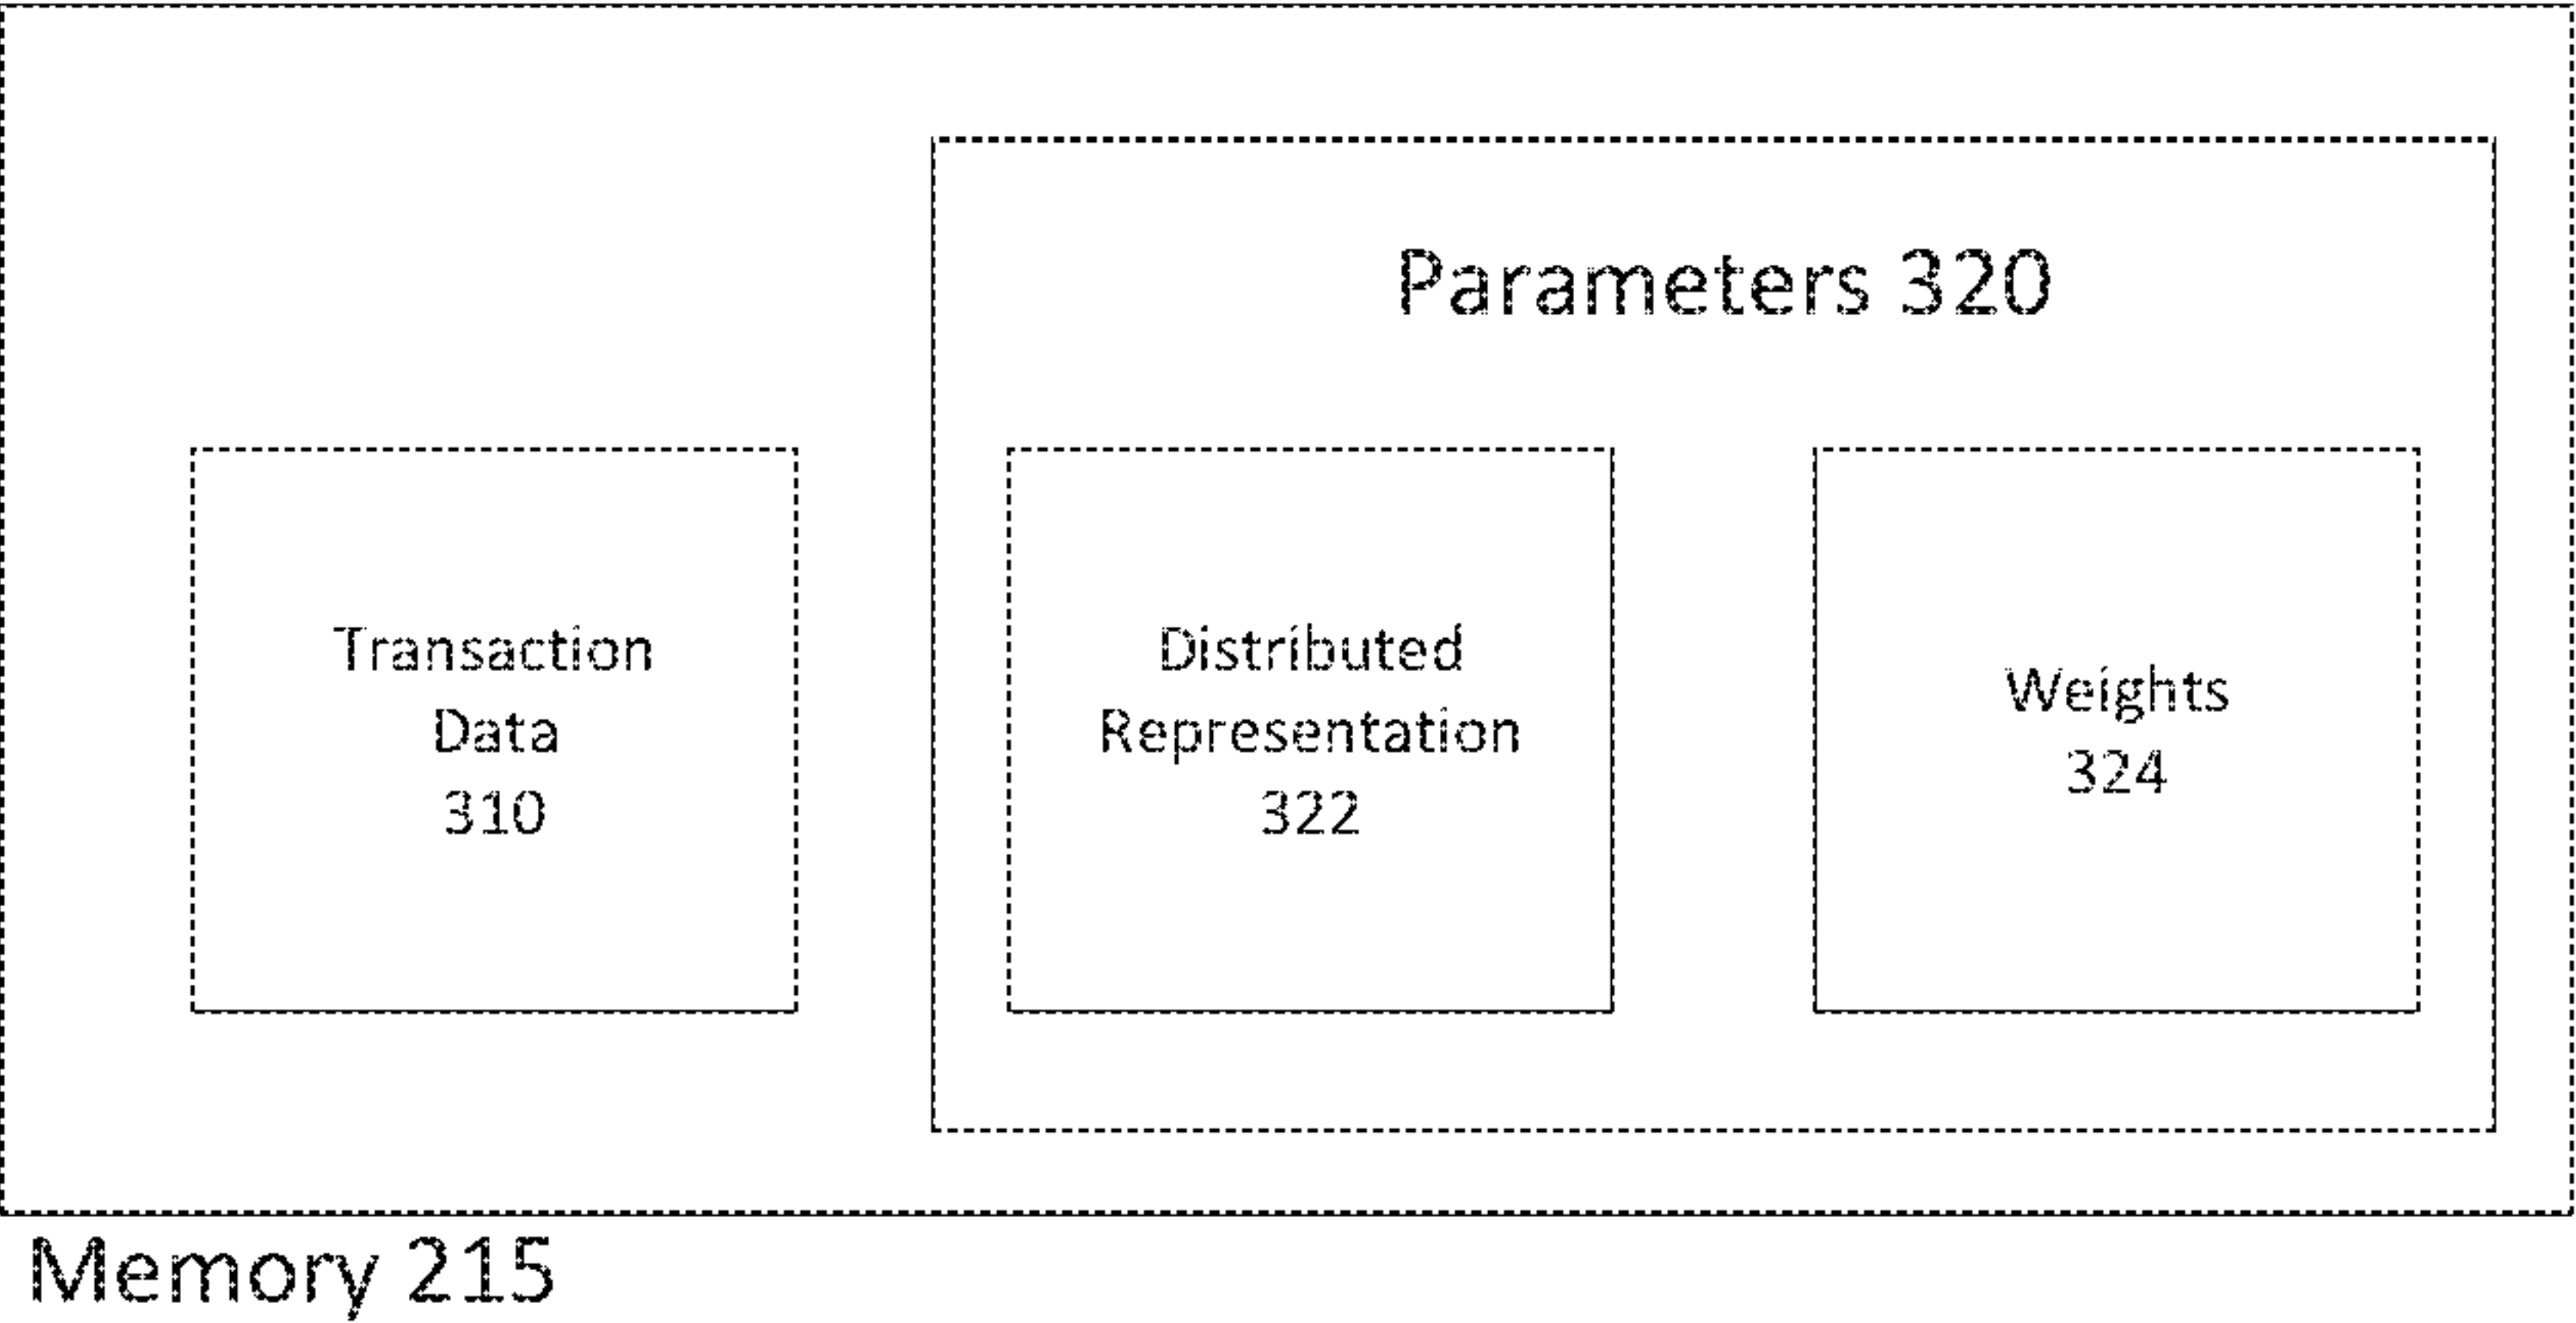 Parameters 320
Transaction
Data
310
Distributed
Representation
322
Weights
324
Memory 215